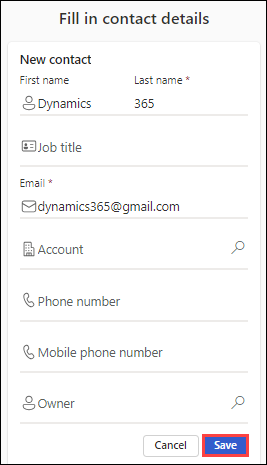 Fill in contact details
New contact
First name Last name *
Dynamics 365
Job title
Email *
dynamics365@gmail.com
Account
Phone number
Mobile phone number
Owner
Cancel Save